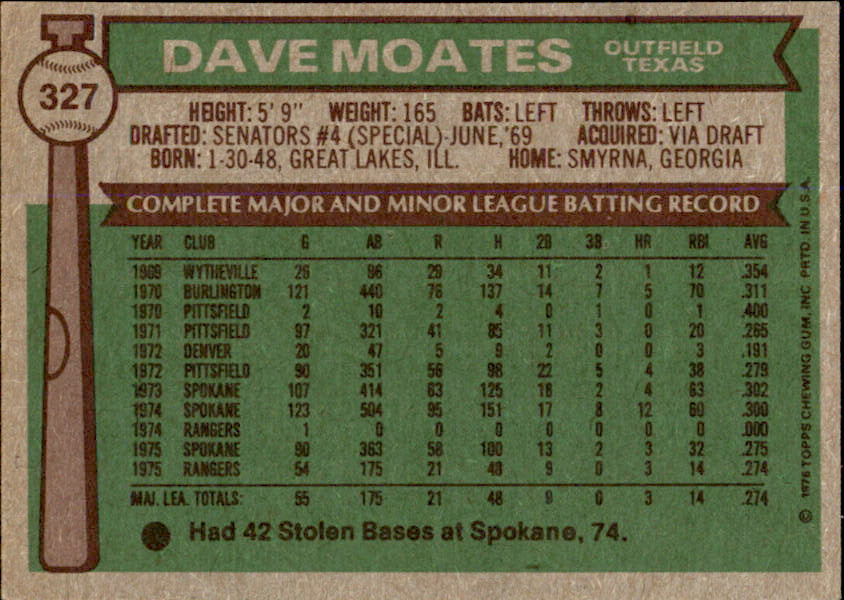 327
DAVE MOATES OUTFIELD
TEXAS
HEIGHT: 5' 9" WEIGHT: 165 BATS: LEFT THROWS: LEFT
DRAFTED: SENATORS #4 (SPECIAL)-JUNE,'69 ACQUIRED: VIA DRAFT
BORN: 1-30-48, GREAT LAKES, ILL. HOME: SMYRNA, GEORGIA
COMPLETE MAJOR AND MINOR LEAGUE BATTING RECORD
YEAR CLUB G AB R H 2B 3B HR RBI AVG
1969 WYTHEVILLE 26 96 29 34 11 2 1 12 .354
1970 BURLINGTON 121 440 76 137 14 7 5 70 .311
1970 PITTSFIELD 2 10 2 4 0 1 0 1 .400
1971 PITTSFIELD 97 321 41 85 11 3 0 20 .265
1972 DENVER 20 47 5 9 2 0 0 3 .191
1972 PITTSFIELD 90 351 56 98 22 5 4 38 .279
1973 SPOKANE 107 414 63 125 16 2 4 63 .302
1974 SPOKANE 123 504 95 151 17 8 12 60 .300
1974 RANGERS 1 0 0 0 0 0 0 0 .000
1975 SPOKANE 90 363 58 100 13 2 3 32 .275
1975 RANGERS 54 175 21 48 9 0 3 14 .274
MAJ. LEA. TOTALS: 55 175 21 48 9 0 3 14 .274
Had 42 Stolen Bases at Spokane, 74.
© 1976 TOPPS CHEWING GUM, INC. PRTD. IN U.S.A.